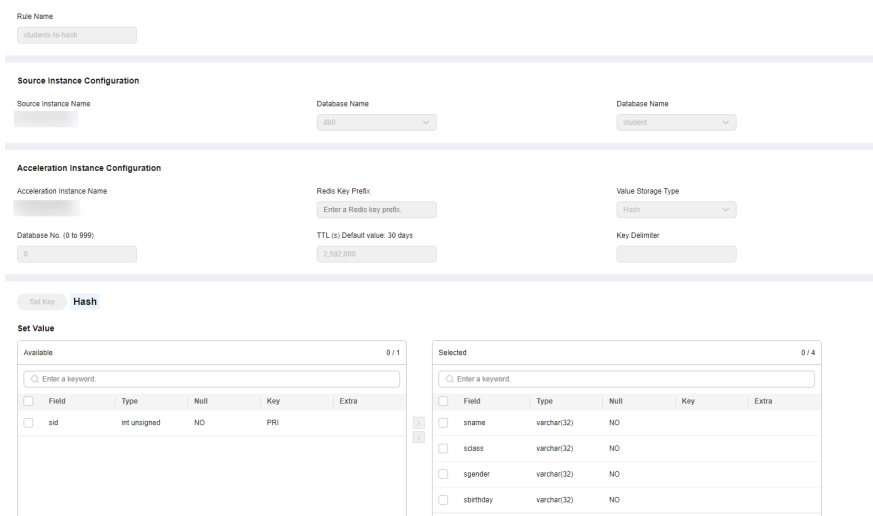 Rule Name
students-to-hash
Source Instance Configuration
Source Instance Name Database Name Database Name
db0 student
Acceleration Instance Configuration
Acceleration Instance Name Redis Key Prefix Value Storage Type
Enter a Redis key prefix. Hash
Database No. (0 to 999) TTL (s) Default value: 30 days Key Delimiter
0 2,592,000
Set Key Hash
Set Value
Available 0 / 1 Selected 0 / 4
Enter a keyword. Enter a keyword.
Field Type Null Key Extra Field Type Null Key Extra
sid int unsigned NO PRI sname varchar(32) NO
sclass varchar(32) NO
sgender varchar(32) NO
sbirthday varchar(32) NO